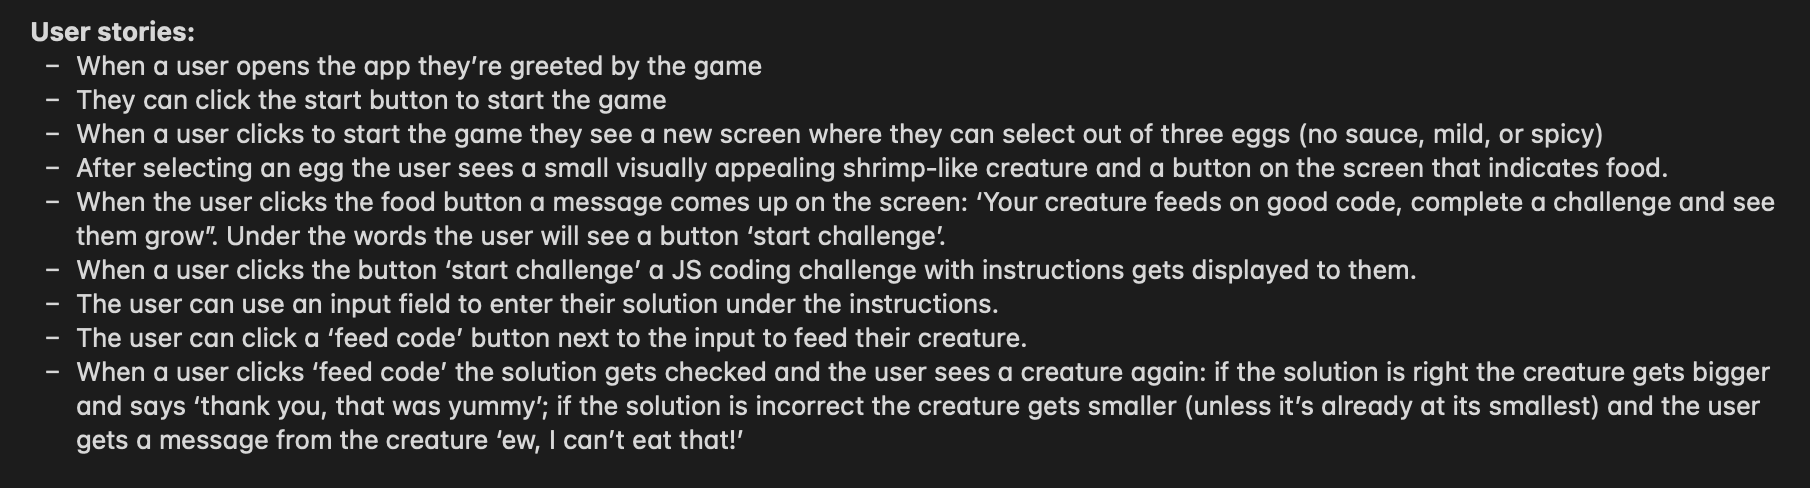 User stories:
– When a user opens the app they’re greeted by the game
– They can click the start button to start the game
– When a user clicks to start the game they see a new screen where they can select out of three eggs (no sauce, mild, or spicy)
– After selecting an egg the user sees a small visually appealing shrimp-like creature and a button on the screen that indicates food.
– When the user clicks the food button a message comes up on the screen: ‘Your creature feeds on good code, complete a challenge and see
them grow”. Under the words the user will see a button ‘start challenge’.
– When a user clicks the button ‘start challenge’ a JS coding challenge with instructions gets displayed to them.
– The user can use an input field to enter their solution under the instructions.
– The user can click a ‘feed code’ button next to the input to feed their creature.
– When a user clicks ‘feed code’ the solution gets checked and the user sees a creature again: if the solution is right the creature gets bigger
and says ‘thank you, that was yummy’; if the solution is incorrect the creature gets smaller (unless it’s already at its smallest) and the user
gets a message from the creature ‘ew, I can’t eat that!’